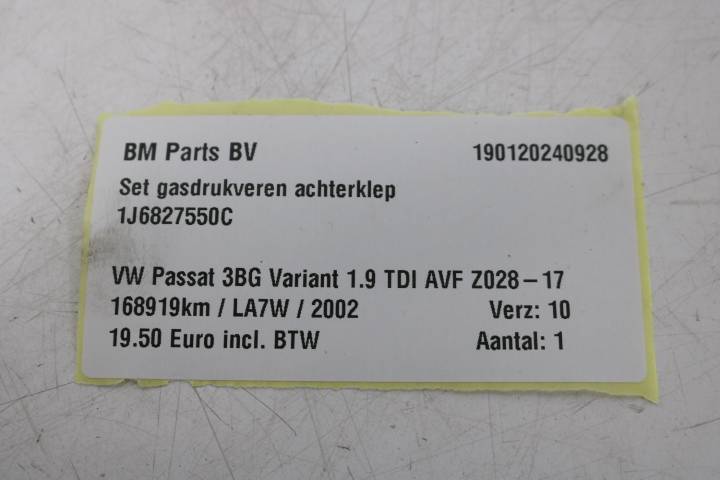 BM Parts BV 190120240928
Set gasdrukveren achterklep
1J6827550C
VW Passat 3BG Variant 1.9 TDI AVF Z028-17
168919km / LA7W / 2002 Verz: 10
19.50 Euro incl. BTW Aantal: 1